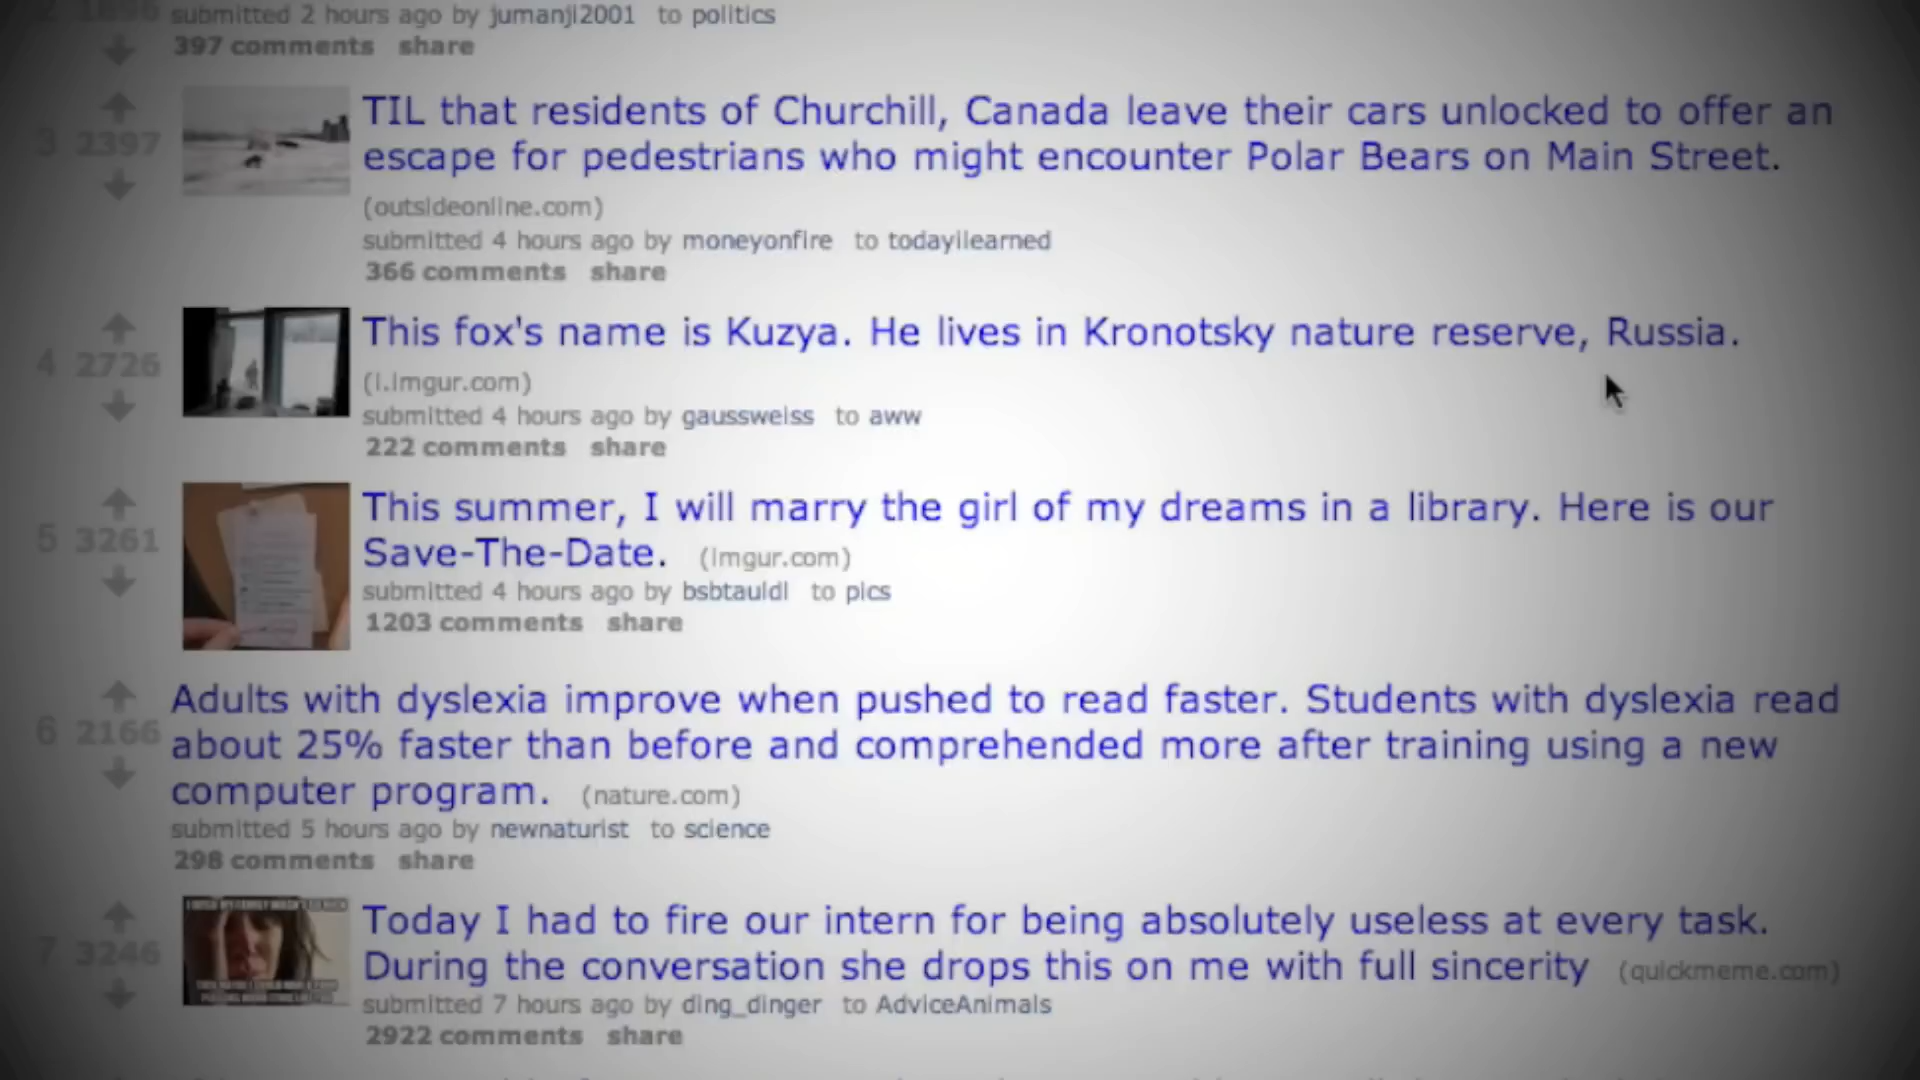 submitted 2 hours ago by jumanji2001 to politics
397 comments share
3 2397
TIL that residents of Churchill, Canada leave their cars unlocked to offer an
escape for pedestrians who might encounter Polar Bears on Main Street.
(outsideonline.com)
submitted 4 hours ago by moneyonfire to todayilearned
366 comments share
4 2726
This fox's name is Kuzya. He lives in Kronotsky nature reserve, Russia.
(i.imgur.com)
submitted 4 hours ago by gaussweiss to aww
222 comments share
5 3261
This summer, I will marry the girl of my dreams in a library. Here is our
Save-The-Date. (imgur.com)
submitted 4 hours ago by bsbtauidl to pics
1203 comments share
6 2166
Adults with dyslexia improve when pushed to read faster. Students with dyslexia read
about 25% faster than before and comprehended more after training using a new
computer program. (nature.com)
submitted 5 hours ago by newnaturist to science
298 comments share
7 3246
Today I had to fire our intern for being absolutely useless at every task.
During the conversation she drops this on me with full sincerity (quickmeme.com)
submitted 7 hours ago by ding_dinger to AdviceAnimals
2922 comments share